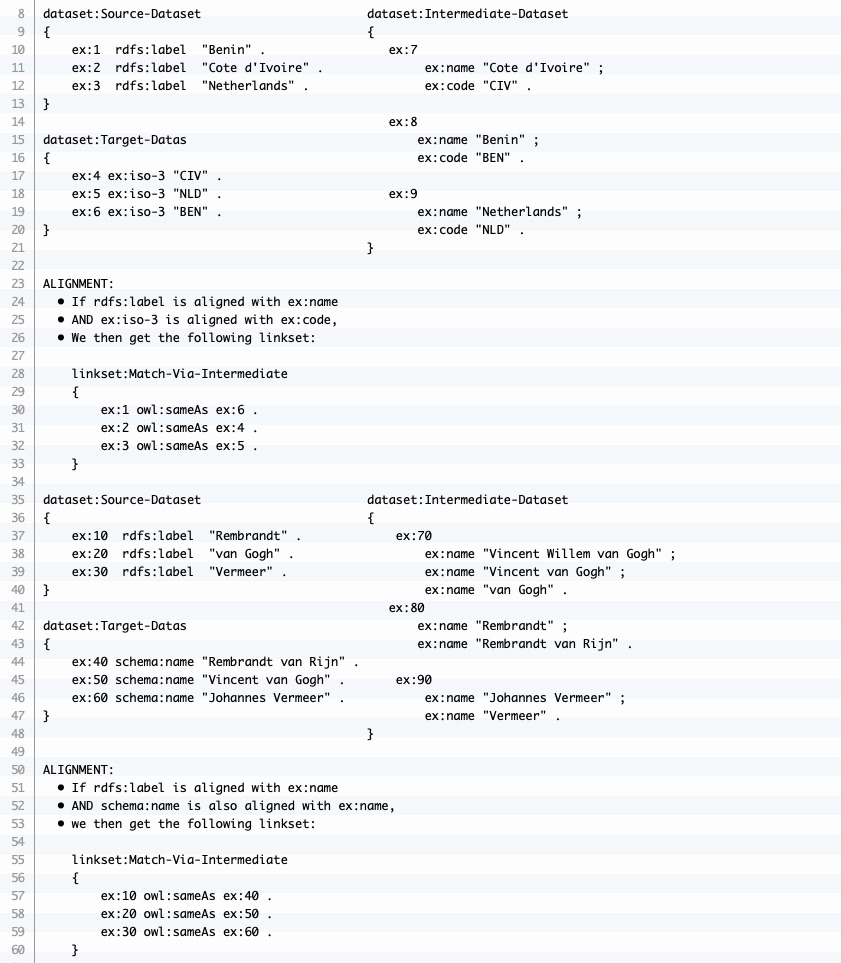 8 dataset:Source-Dataset dataset:Intermediate-Dataset
9 { {
10 ex:1 rdfs:label "Benin" . ex:7
11 ex:2 rdfs:label "Cote d'Ivoire" . ex:name "Cote d'Ivoire" ;
12 ex:3 rdfs:label "Netherlands" . ex:code "CIV" .
13 }
14 ex:8
15 dataset:Target-Datas ex:name "Benin" ;
16 { ex:code "BEN" .
17 ex:4 ex:iso-3 "CIV" .
18 ex:5 ex:iso-3 "NLD" . ex:9
19 ex:6 ex:iso-3 "BEN" . ex:name "Netherlands" ;
20 } ex:code "NLD" .
21 }
22
23 ALIGNMENT:
24 • If rdfs:label is aligned with ex:name
25 • AND ex:iso-3 is aligned with ex:code,
26 • We then get the following linkset:
27
28 linkset:Match-Via-Intermediate
29 {
30 ex:1 owl:sameAs ex:6 .
31 ex:2 owl:sameAs ex:4 .
32 ex:3 owl:sameAs ex:5 .
33 }
34
35 dataset:Source-Dataset dataset:Intermediate-Dataset
36 { {
37 ex:10 rdfs:label "Rembrandt" . ex:70
38 ex:20 rdfs:label "van Gogh" . ex:name "Vincent Willem van Gogh" ;
39 ex:30 rdfs:label "Vermeer" . ex:name "Vincent van Gogh" ;
40 } ex:name "van Gogh" .
41 ex:80
42 dataset:Target-Datas ex:name "Rembrandt" ;
43 { ex:name "Rembrandt van Rijn" .
44 ex:40 schema:name "Rembrandt van Rijn" .
45 ex:50 schema:name "Vincent van Gogh" . ex:90
46 ex:60 schema:name "Johannes Vermeer" . ex:name "Johannes Vermeer" ;
47 } ex:name "Vermeer" .
48 }
49
50 ALIGNMENT:
51 • If rdfs:label is aligned with ex:name
52 • AND schema:name is also aligned with ex:name,
53 • we then get the following linkset:
54
55 linkset:Match-Via-Intermediate
56 {
57 ex:10 owl:sameAs ex:40 .
58 ex:20 owl:sameAs ex:50 .
59 ex:30 owl:sameAs ex:60 .
60 }